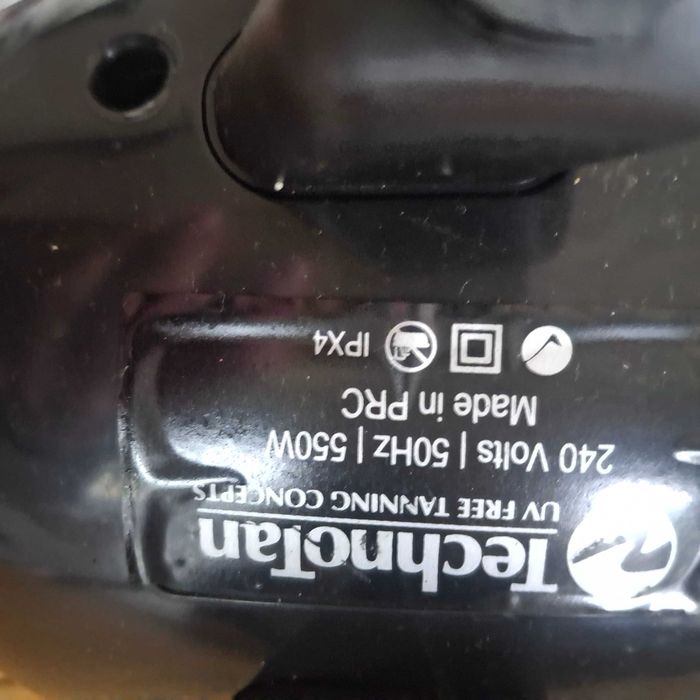 TechnoTan
UV FREE TANNING CONCEPTS
240 Volts | 50Hz | 550W
Made in PRC
IPX4